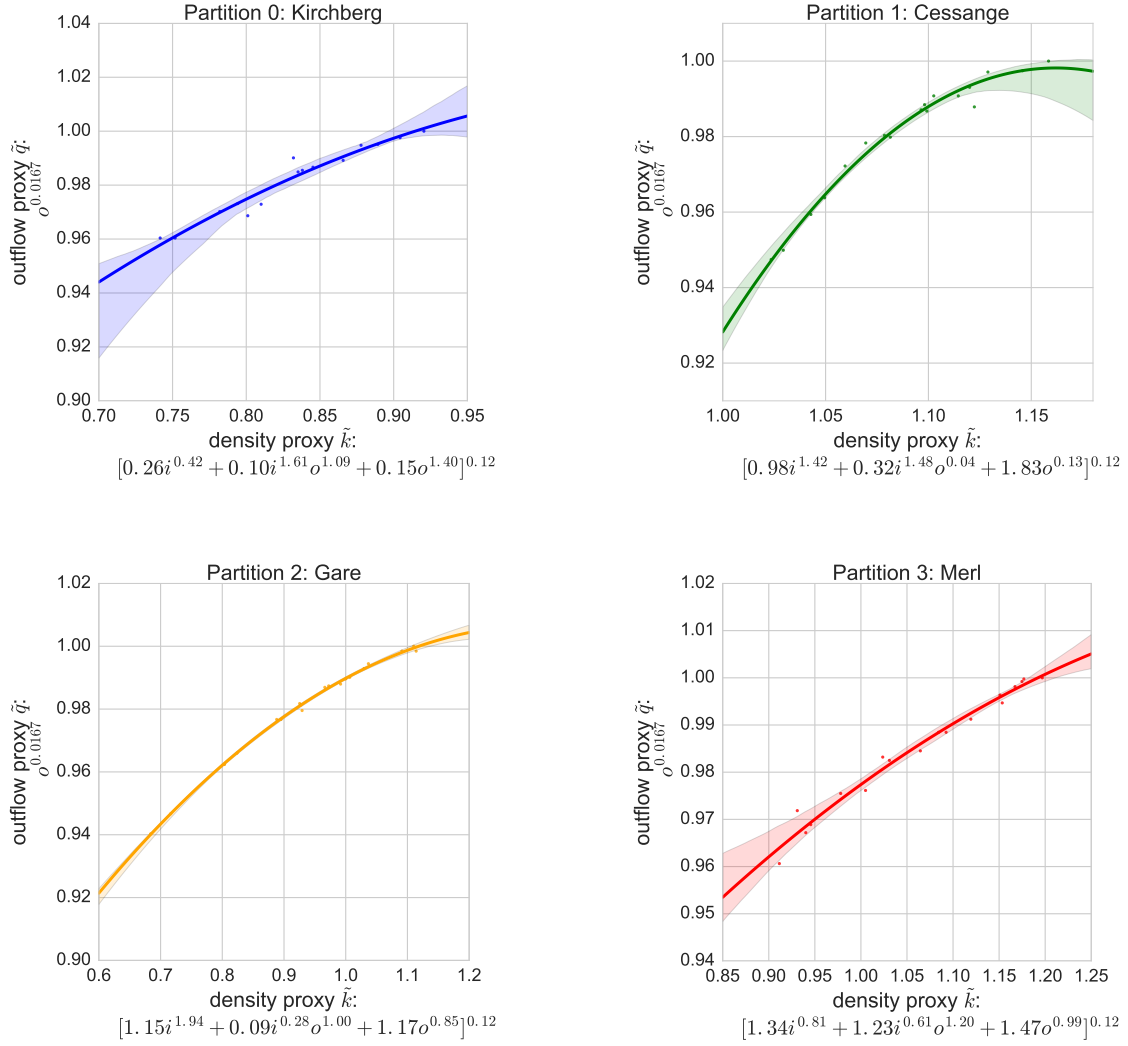 Partition 0: Kirchberg
1.04
1.02
1.00
0.98
0.96
0.94
0.92
0.90
0.70 0.75 0.80 0.85 0.90 0.95
outflow proxy q̃:
o^0.0167
density proxy k̃:
[0.26i^0.42 + 0.10i^1.61 o^1.09 + 0.15o^1.40]^0.12
Partition 1: Cessange
1.00
0.98
0.96
0.94
0.92
1.00 1.05 1.10 1.15
outflow proxy q̃:
o^0.0167
density proxy k̃:
[0.98i^1.42 + 0.32i^1.48 o^0.04 + 1.83o^0.13]^0.12
Partition 2: Gare
1.02
1.00
0.98
0.96
0.94
0.92
0.90
0.6 0.7 0.8 0.9 1.0 1.1 1.2
outflow proxy q̃:
o^0.0167
density proxy k̃:
[1.15i^1.94 + 0.09i^0.28 o^1.00 + 1.17o^0.85]^0.12
Partition 3: Merl
1.02
1.01
1.00
0.99
0.98
0.97
0.96
0.95
0.94
0.85 0.90 0.95 1.00 1.05 1.10 1.15 1.20 1.25
outflow proxy q̃:
o^0.0167
density proxy k̃:
[1.34i^0.81 + 1.23i^0.61 o^1.20 + 1.47o^0.99]^0.12